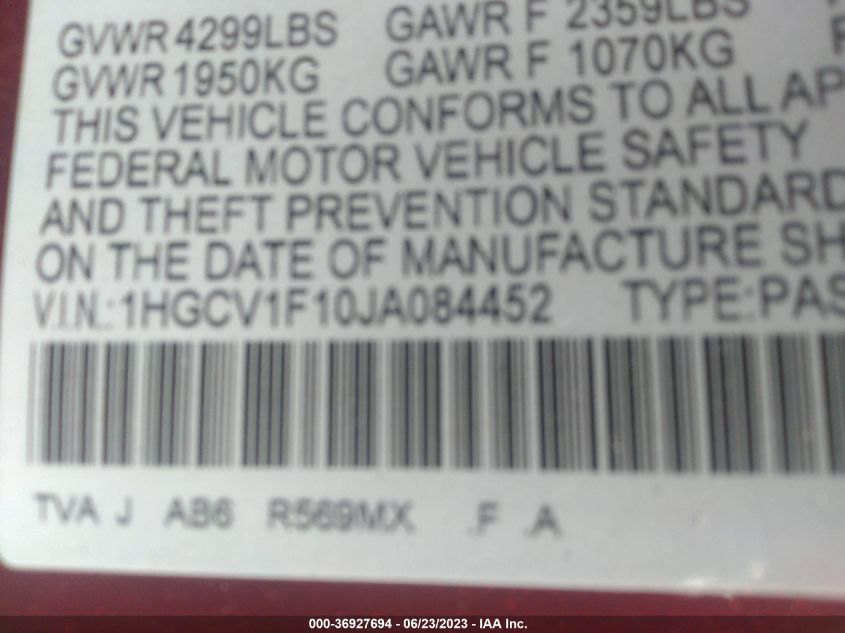 GVWR 4299LBS GAWR F 2359LBS
GVWR 1950KG GAWR F 1070KG
THIS VEHICLE CONFORMS TO ALL AP
FEDERAL MOTOR VEHICLE SAFETY
AND THEFT PREVENTION STANDARD
ON THE DATE OF MANUFACTURE SH
V.I.N.: 1HGCV1F10JA084452 TYPE: PAS
TVA J AB6 R569MX .F .A
000-36927694 - 06/23/2023 - IAA Inc.